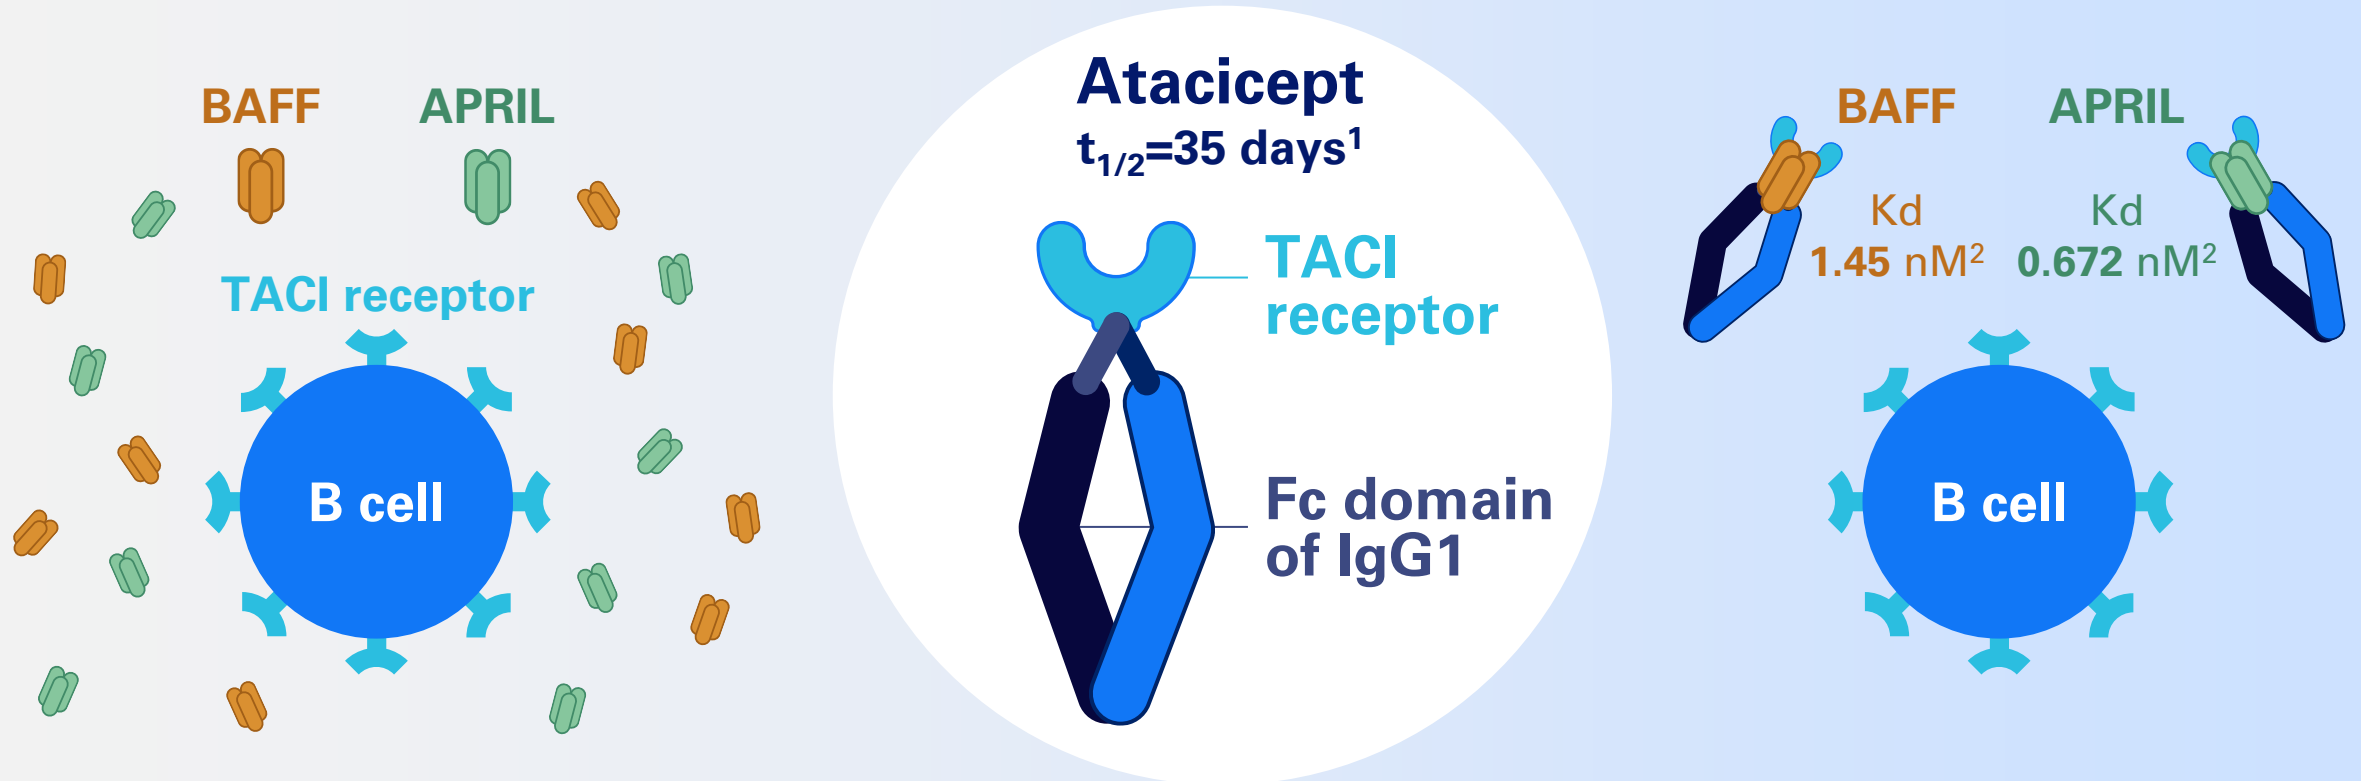 BAFF
APRIL
TACI receptor
B cell
Atacicept
t1/2=35 days1
TACI
receptor
Fc domain
of IgG1
BAFF
APRIL
Kd
1.45 nM2
Kd
0.672 nM2
B cell